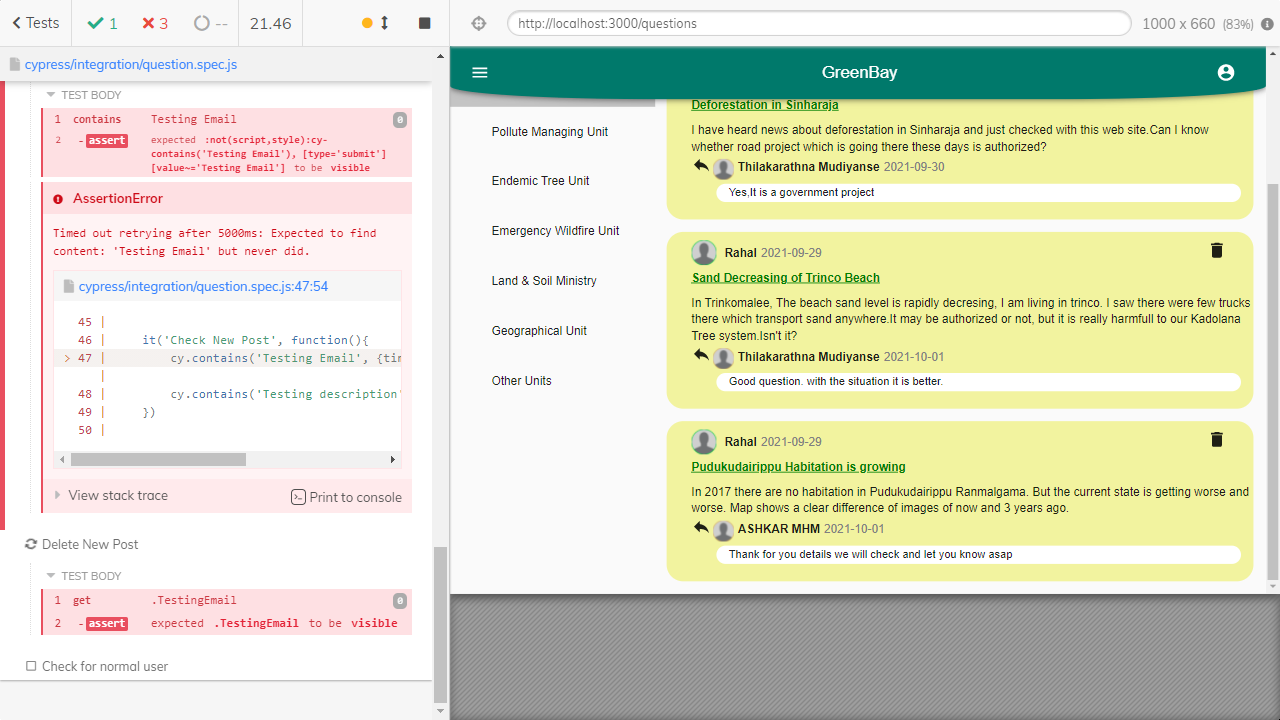 Tests
1
3
--
21.46
http://localhost:3000/questions
1000 x 660 (83%)
cypress/integration/question.spec.js
TEST BODY
1 contains Testing Email 0
2 - assert expected :not(script,style):cy-
contains('Testing Email'), [type='submit']
[value~='Testing Email'] to be visible
AssertionError
Timed out retrying after 5000ms: Expected to find
content: 'Testing Email' but never did.
cypress/integration/question.spec.js:47:54
45 |
46 | it('Check New Post', function(){
> 47 | cy.contains('Testing Email', {tim
|
48 | cy.contains('Testing description'
49 | })
50 |
View stack trace
Print to console
Delete New Post
TEST BODY
1 get .TestingEmail 0
2 - assert expected .TestingEmail to be visible
Check for normal user
GreenBay
Pollute Managing Unit
Endemic Tree Unit
Emergency Wildfire Unit
Land & Soil Ministry
Geographical Unit
Other Units
Deforestation in Sinharaja
I have heard news about deforestation in Sinharaja and just checked with this web site.Can I know
whether road project which is going there these days is authorized?
Thilakarathna Mudiyanse 2021-09-30
Yes,It is a government project
Rahal 2021-09-29
Sand Decreasing of Trinco Beach
In Trinkomalee, The beach sand level is rapidly decresing, I am living in trinco. I saw there were few trucks
there which transport sand anywhere.It may be authorized or not, but it is really harmfull to our Kadolana
Tree system.Isn't it?
Thilakarathna Mudiyanse 2021-10-01
Good question. with the situation it is better.
Rahal 2021-09-29
Pudukudairippu Habitation is growing
In 2017 there are no habitation in Pudukudairippu Ranmalgama. But the current state is getting worse and
worse. Map shows a clear difference of images of now and 3 years ago.
ASHKAR MHM 2021-10-01
Thank for you details we will check and let you know asap